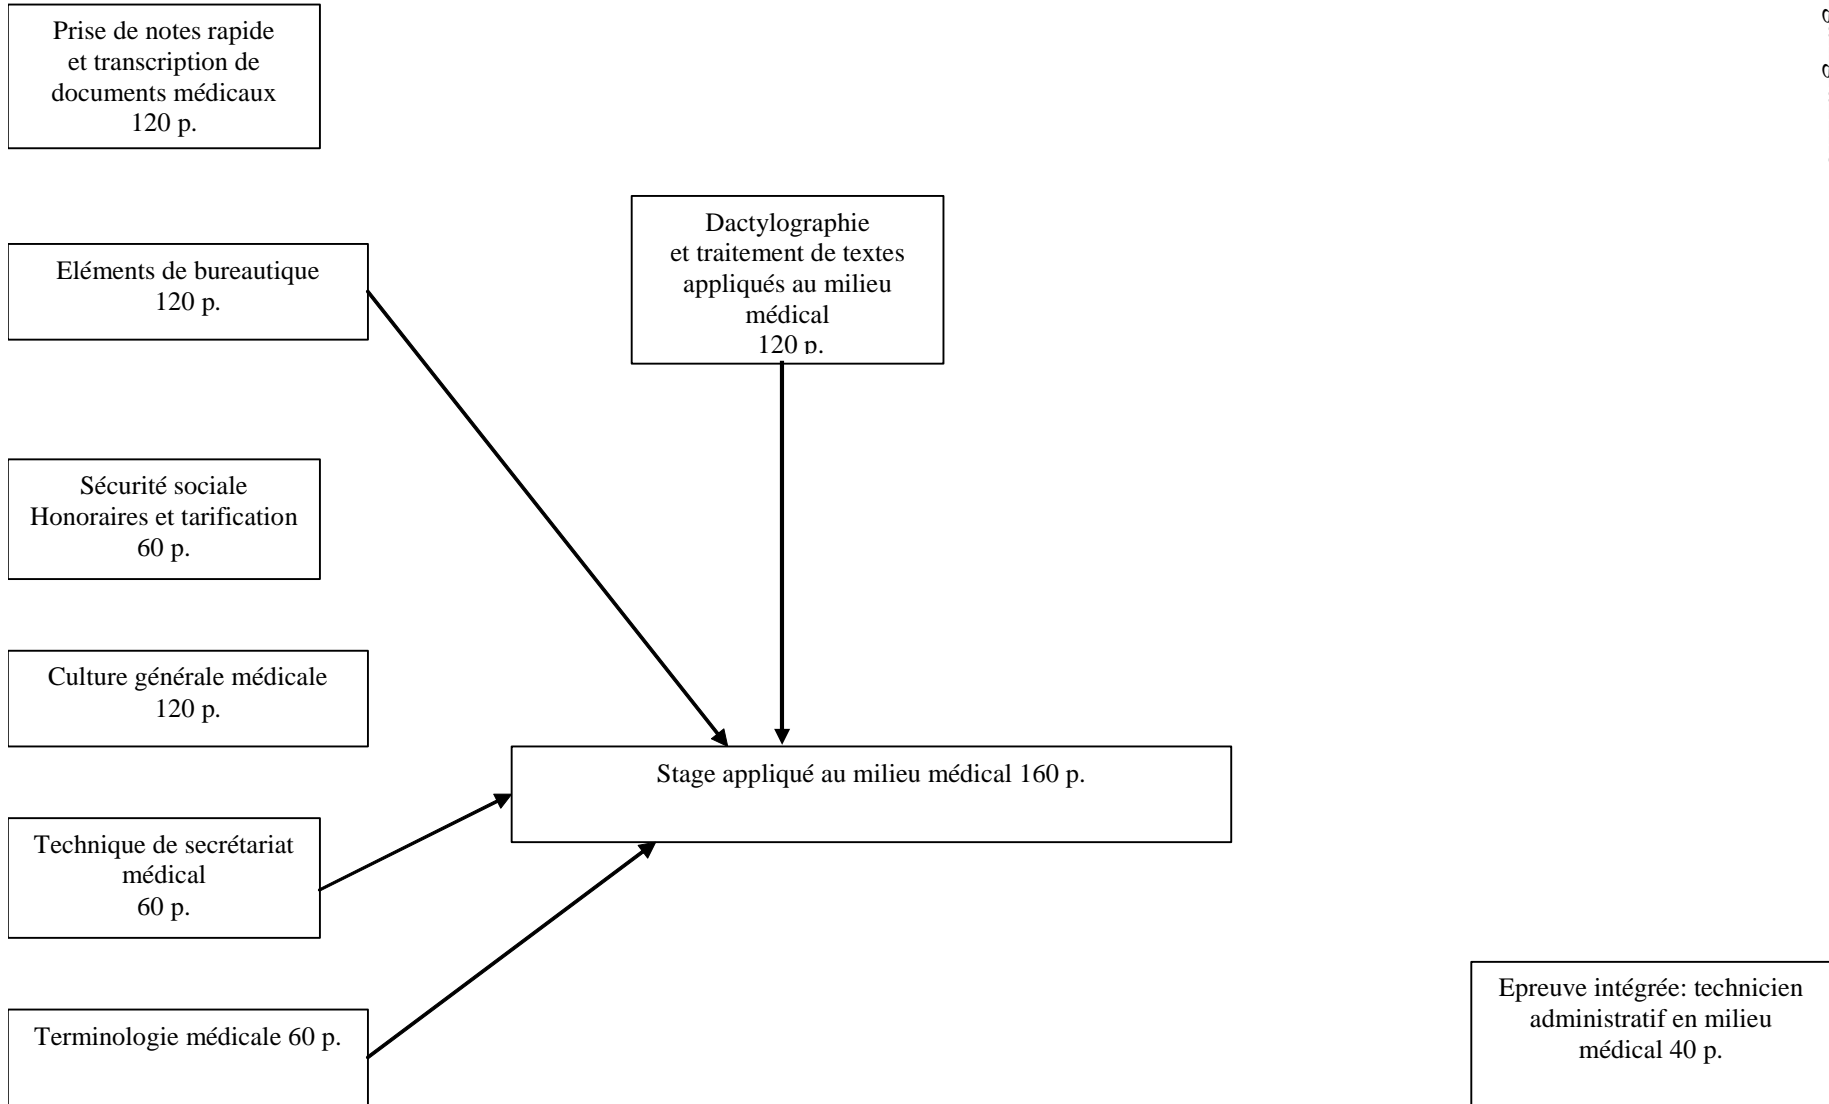 Prise de notes rapide
et transcription de
documents médicaux
120 p.
Dactylographie
et traitement de textes
appliqués au milieu
médical
120 p.
Eléments de bureautique
120 p.
Sécurité sociale
Honoraires et tarification
60 p.
Culture générale médicale
120 p.
Stage appliqué au milieu médical 160 p.
Technique de secrétariat
médical
60 p.
Terminologie médicale 60 p.
Epreuve intégrée: technicien
administratif en milieu
médical 40 p.